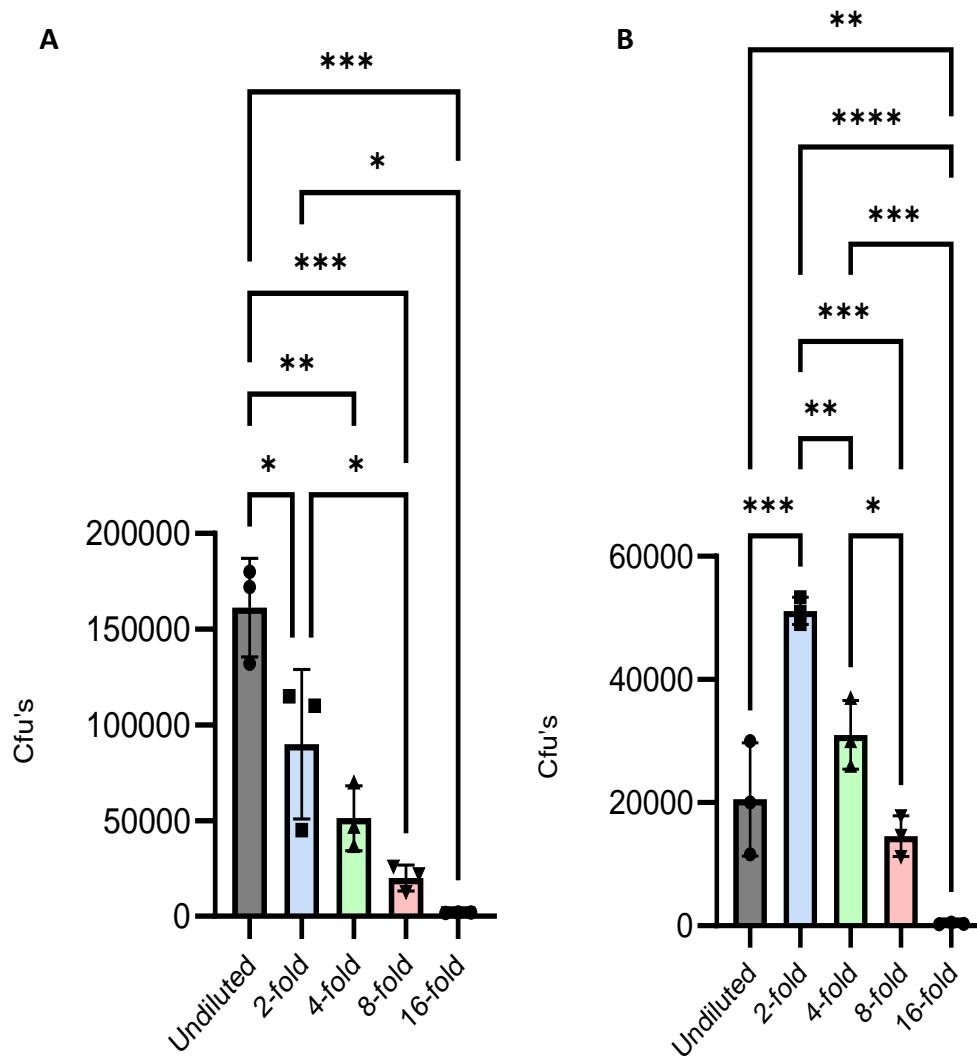 A
***
*
***
**
*
*
200000
150000
100000
50000
0
Cfu's
Undiluted
2-fold
4-fold
8-fold
16-fold
B
**
****
***
***
**
***
*
60000
40000
20000
0
Cfu's
Undiluted
2-fold
4-fold
8-fold
16-fold